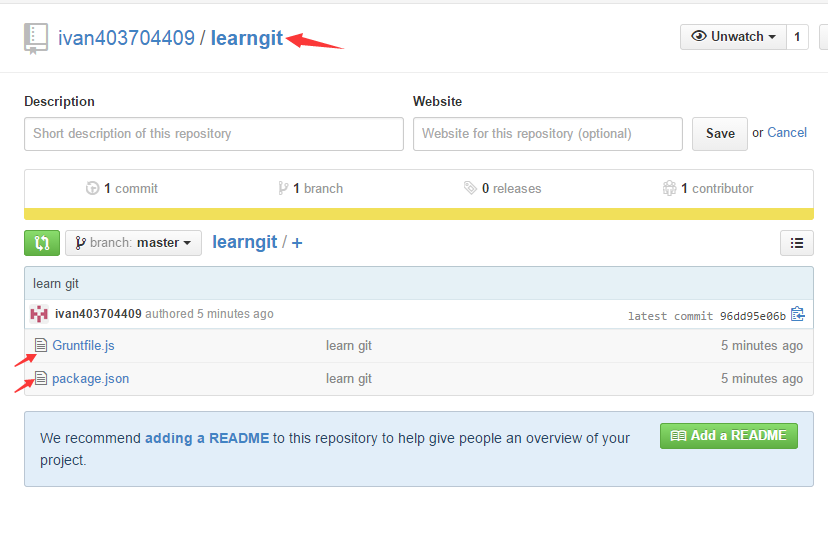 ivan403704409 / learngit
Unwatch 1
Description Website
Short description of this repository Website for this repository (optional) Save or Cancel
1 commit 1 branch 0 releases 1 contributor
branch: master learngit / +
learn git
ivan403704409 authored 5 minutes ago latest commit 96dd95e06b
Gruntfile.js learn git 5 minutes ago
package.json learn git 5 minutes ago
We recommend adding a README to this repository to help give people an overview of your Add a README
project.